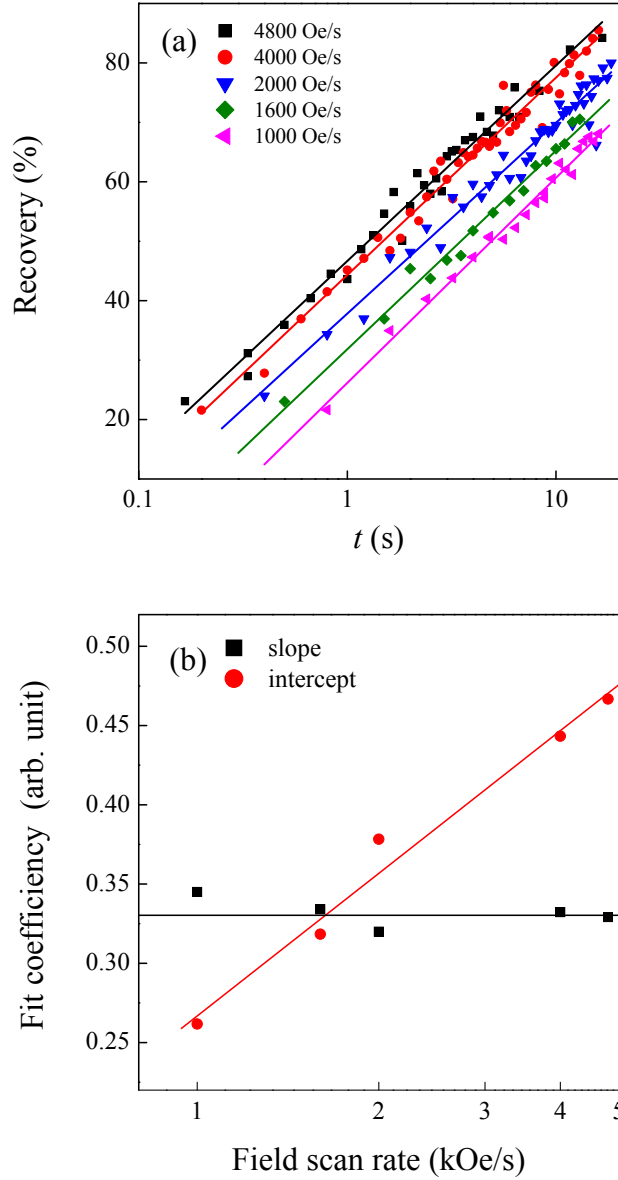 (a)
4800 Oe/s
4000 Oe/s
2000 Oe/s
1600 Oe/s
1000 Oe/s
80
60
40
20
Recovery (%)
0.1 1 10
t (s)
(b)
slope
intercept
0.50
0.45
0.40
0.35
0.30
0.25
Fit coefficiency (arb. unit)
1 2 3 4 5
Field scan rate (kOe/s)